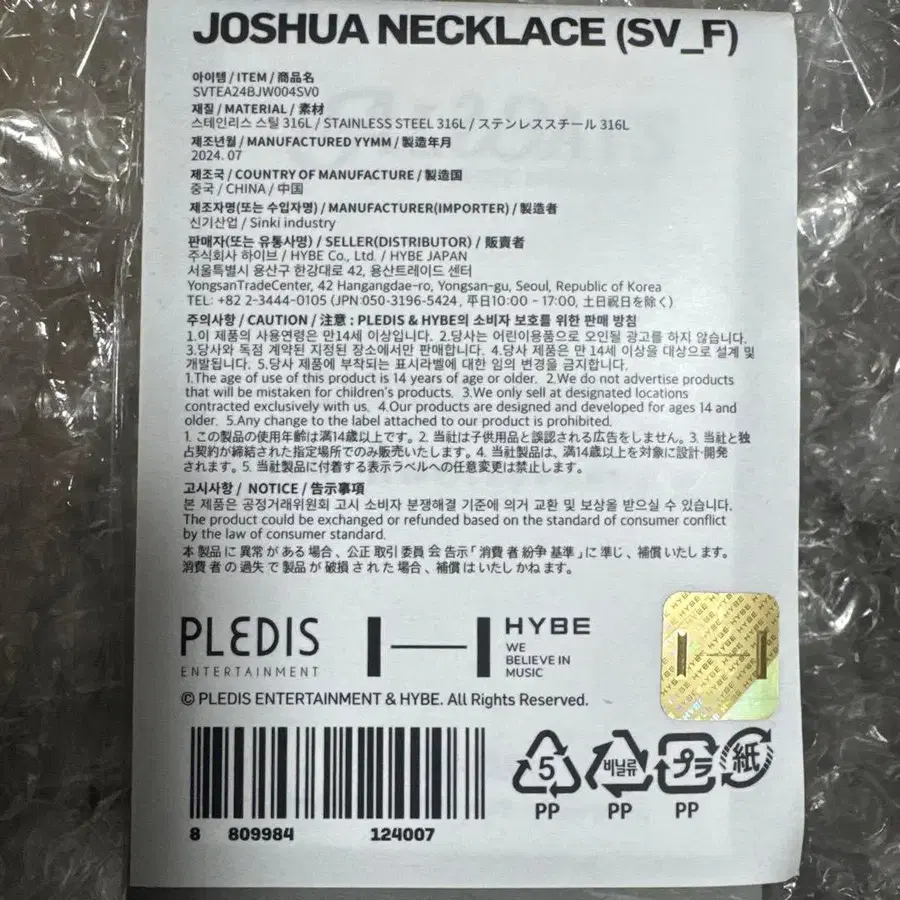 JOSHUA NECKLACE (SV_F)
아이템 / ITEM / 商品名
SVTEA24BJW004SV0
재질 / MATERIAL / 素材
스테인리스 스틸 316L / STAINLESS STEEL 316L / ステンレススチール 316L
제조년월 / MANUFACTURED YYMM / 製造年月
2024. 07
제조국 / COUNTRY OF MANUFACTURE / 製造国
중국 / CHINA / 中国
제조자명(또는 수입자명) / MANUFACTURER(IMPORTER) / 製造者
신기산업 / Sinki industry
판매자(또는 유통사명) / SELLER(DISTRIBUTOR) / 販賣者
주식회사 하이브 / HYBE Co., Ltd. / HYBE JAPAN
서울특별시 용산구 한강대로 42, 용산트레이드 센터
YongsanTradeCenter, 42 Hangangdae-ro, Yongsan-gu, Seoul, Republic of Korea
TEL: +82 2-3444-0105 (JPN:050-3196-5424 , 平日10:00 - 17:00, 土日祝日を除く)
주의사항 / CAUTION / 注意 : PLEDIS & HYBE의 소비자 보호를 위한 판매 방침
1.이 제품의 사용연령은 만14세 이상입니다. 2.당사는 어린이용품으로 오인될 광고를 하지 않습니다.
3.당사와 독점 계약된 지정된 장소에서만 판매합니다. 4.당사 제품은 만14세 이상을 대상으로 설계 및
개발됩니다. 5.당사 제품에 부착되는 표시라벨에 대한 임의 변경을 금지합니다.
1.The age of use of this product is 14 years of age or older. 2.We do not advertise products
that will be mistaken for children's products. 3.We only sell at designated locations
contracted exclusively with us. 4.Our products are designed and developed for ages 14 and
older. 5.Any change to the label attached to our product is prohibited.
1. この製品の使用年齢は満14歳以上です。2. 当社は子供用品と誤認される広告をしません。3. 当社と独
占契約が締結された指定場所でのみ販売いたします。4. 当社製品は、満14歳以上を対象に設計·開発
されます。5. 当社製品に付着する表示ラベルへの任意変更は禁止します。
고시사항 / NOTICE / 告示事項
본 제품은 공정거래위원회 고시 소비자 분쟁해결 기준에 의거 교환 및 보상을 받으실 수 있습니다.
The product could be exchanged or refunded based on the standard of consumer conflict
by the law of consumer standard.
本 製品 に 異常 が ある 場合 、公正 取引 委員 会 告示「 消費 者 紛争 基準 」に 準じ 、補償 いたし ます。
消費 者 の 過失 で 製品 が 破損 された 場合 、補償 は いたし かね ます。
PLEDIS
ENTERTAINMENT
HYBE
WE
BELIEVE IN
MUSIC
© PLEDIS ENTERTAINMENT & HYBE. All Rights Reserved.
8 809984 124007
5 비닐류 プラ 紙
PP PP PP